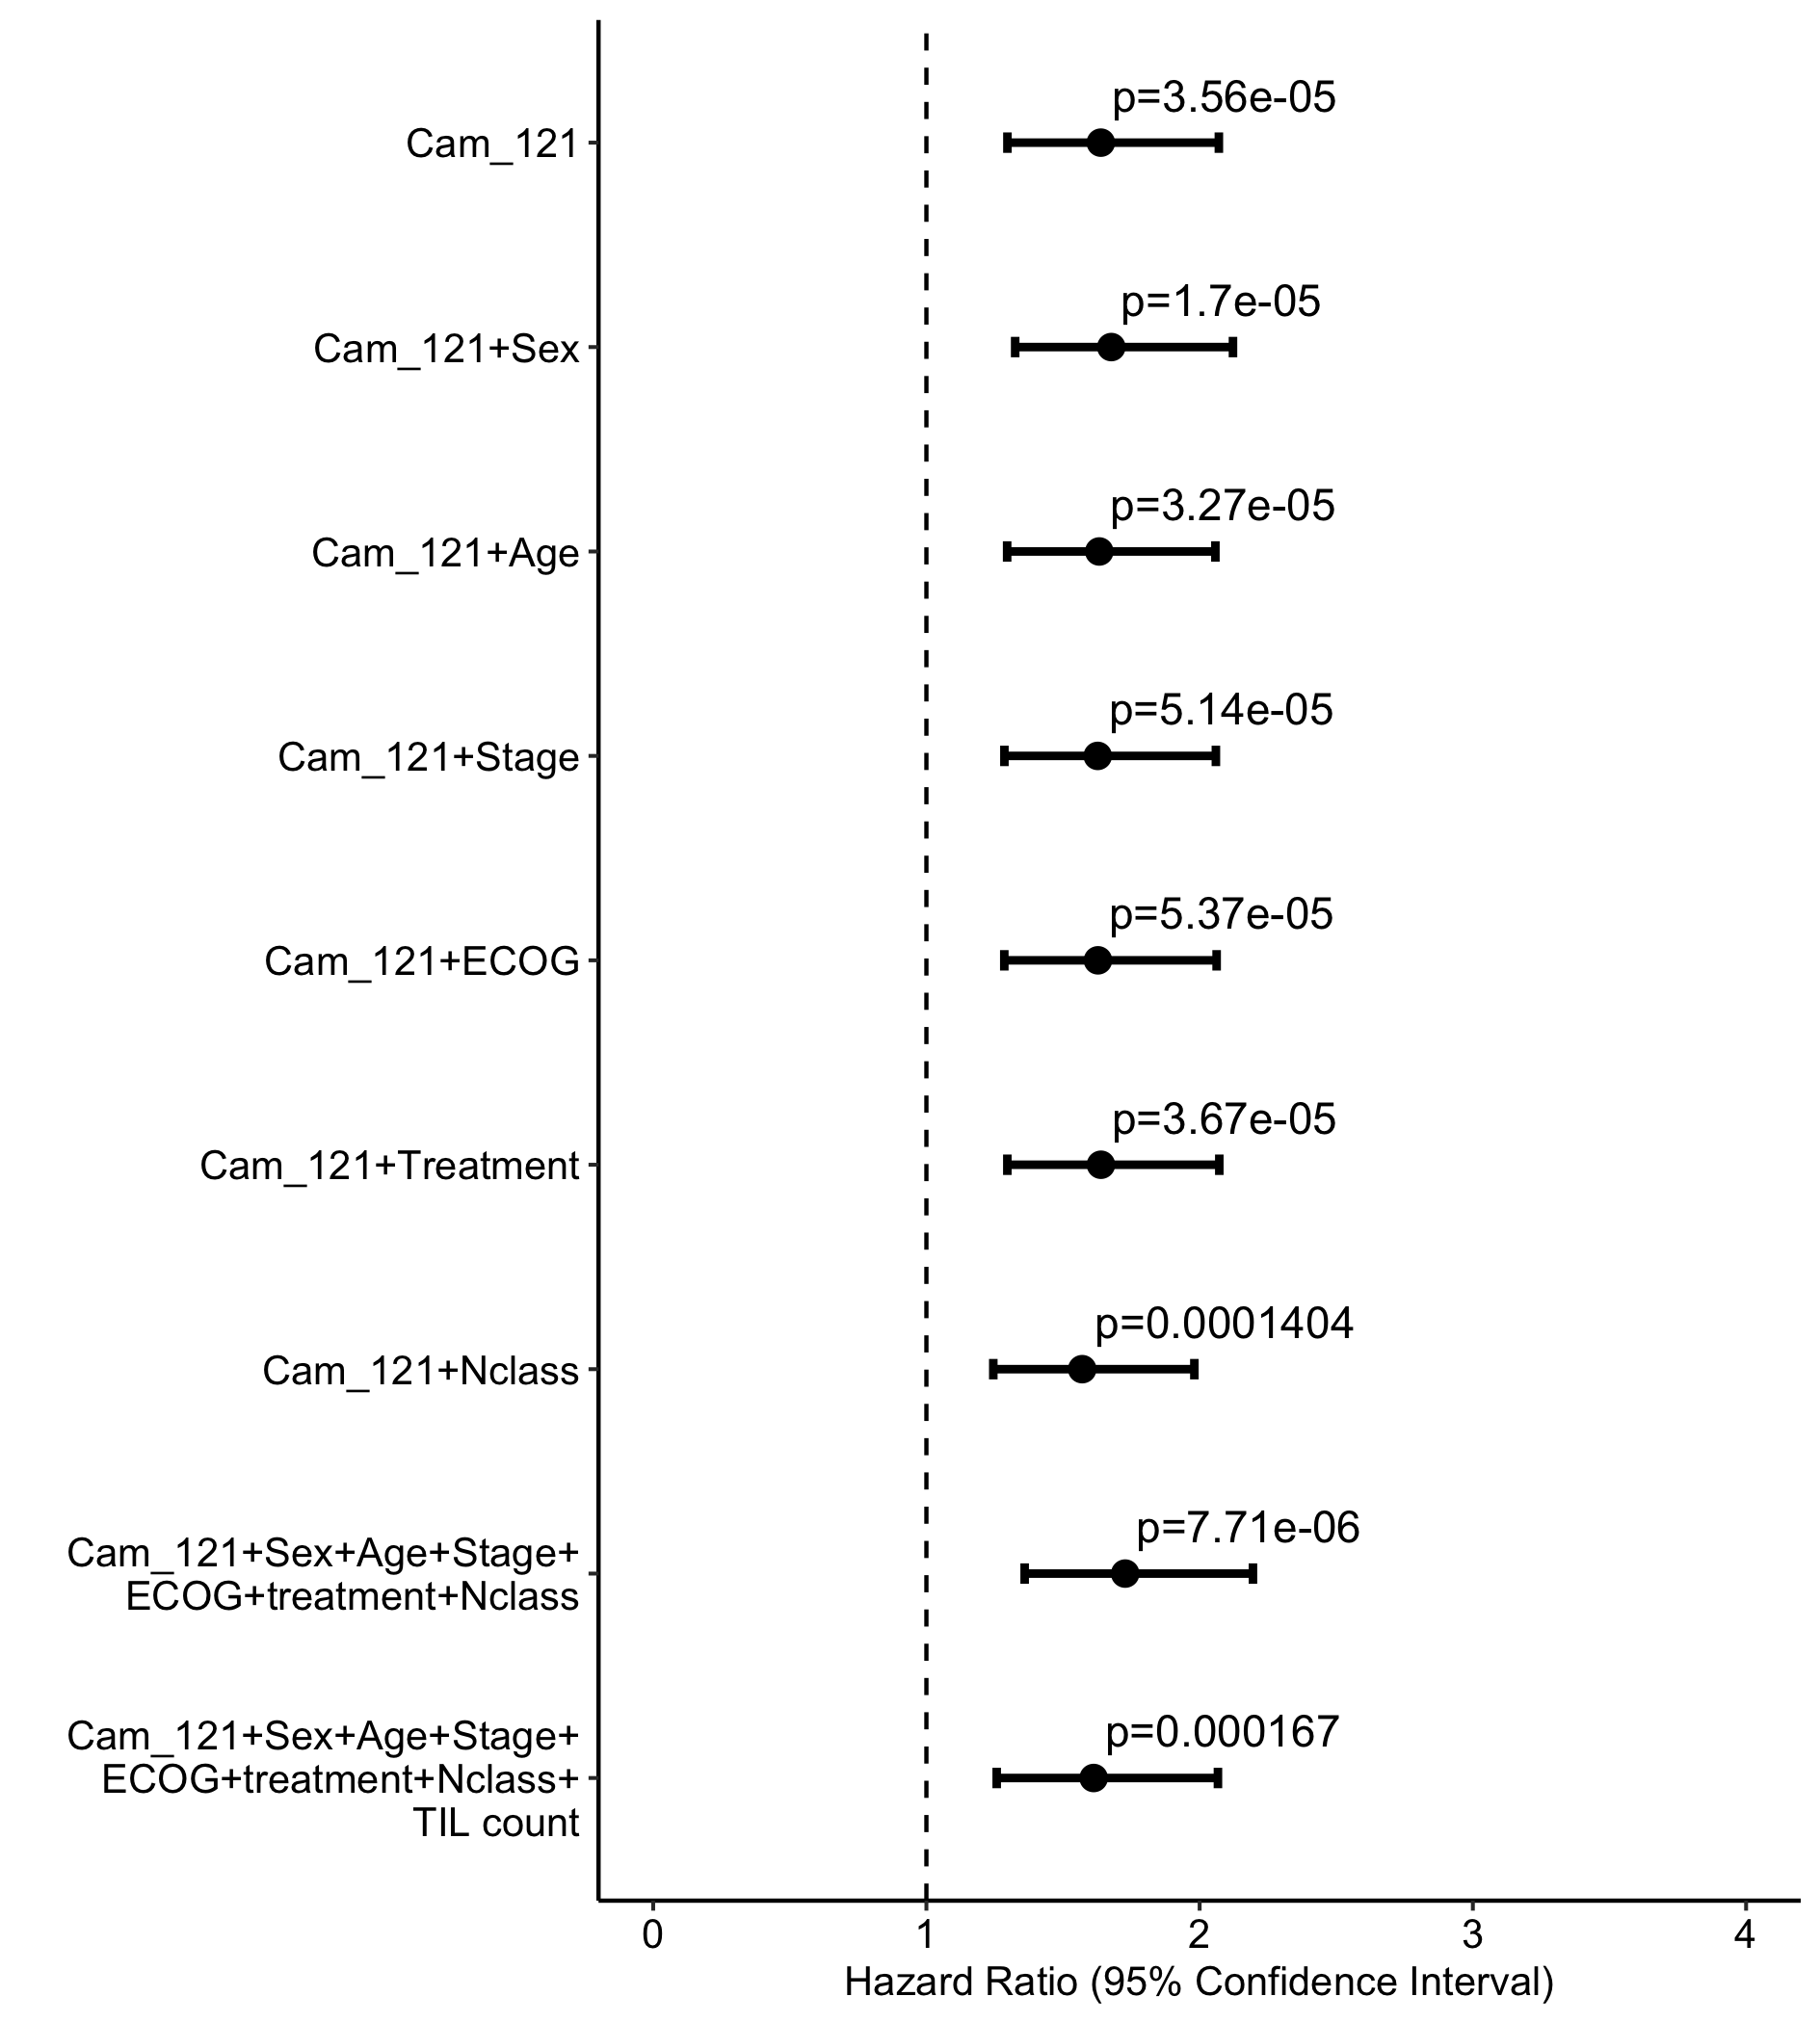 p=3.56e-05
Cam_121
p=1.7e-05
Cam_121+Sex
p=3.27e-05
Cam_121+Age
p=5.14e-05
Cam_121+Stage
p=5.37e-05
Cam_121+ECOG
p=3.67e-05
Cam_121+Treatment
p=0.0001404
Cam_121+Nclass
p=7.71e-06
Cam_121+Sex+Age+Stage+
ECOG+treatment+Nclass
p=0.000167
Cam_121+Sex+Age+Stage+
ECOG+treatment+Nclass+
TIL count
0 1 2 3 4
Hazard Ratio (95% Confidence Interval)